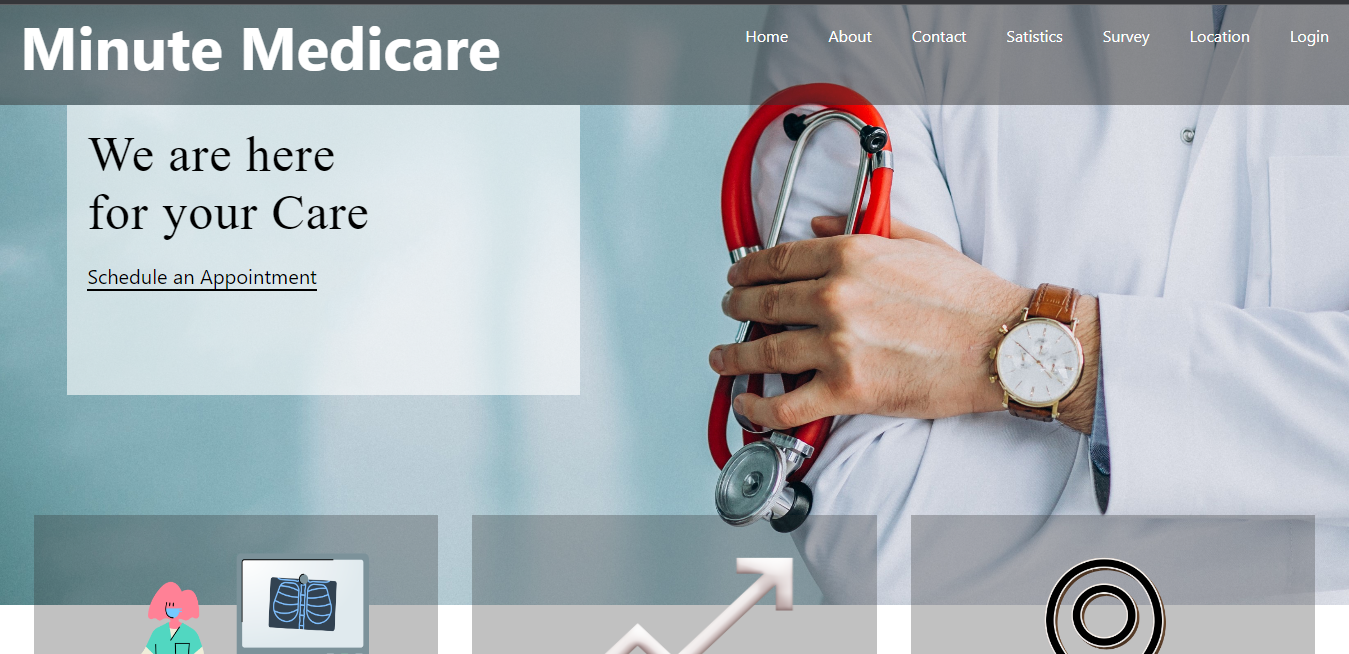 Minute Medicare
Home About Contact Satistics Survey Location Login
We are here
for your Care
Schedule an Appointment